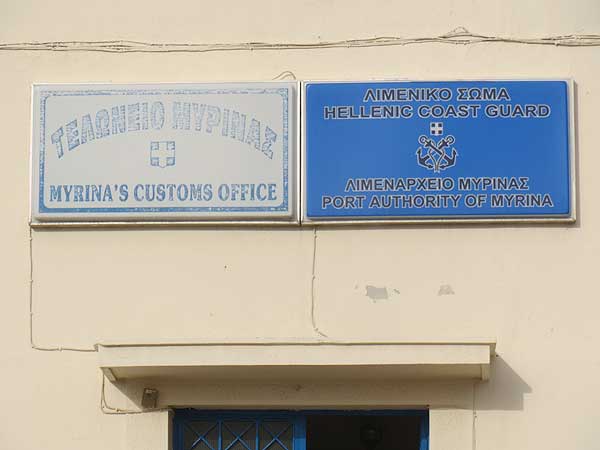 ΤΕΛΩΝΕΙΟ ΜΥΡΙΝΑΣ
MYRINA'S CUSTOMS OFFICE
ΛΙΜΕΝΙΚΟ ΣΩΜΑ
HELLENIC COAST GUARD
ΛΙΜΕΝΑΡΧΕΙΟ ΜΥΡΙΝΑΣ
PORT AUTHORITY OF MYRINA